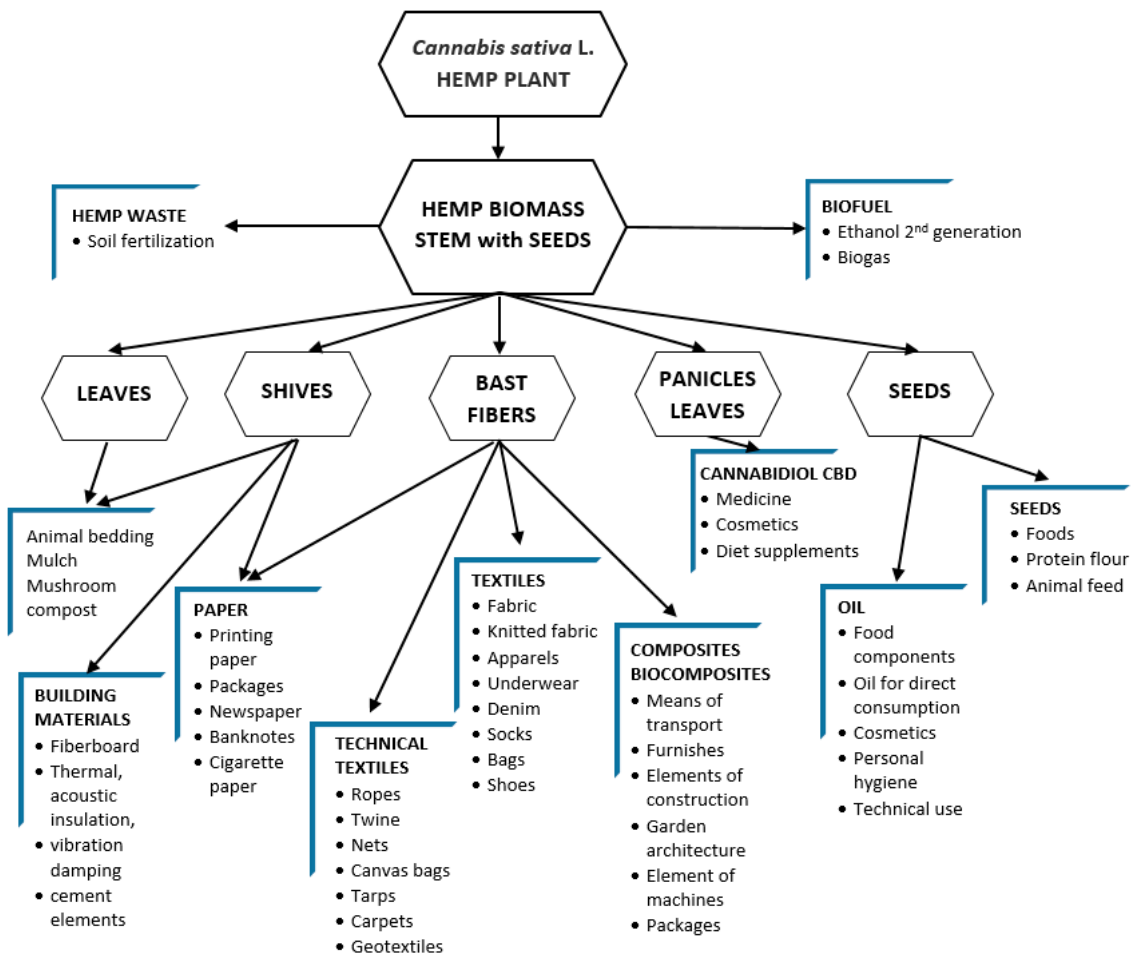 Cannabis sativa L.
HEMP PLANT
HEMP BIOMASS
STEM with SEEDS
HEMP WASTE
• Soil fertilization
BIOFUEL
• Ethanol 2nd generation
• Biogas
LEAVES
SHIVES
BAST
FIBERS
PANICLES
LEAVES
SEEDS
Animal bedding
Mulch
Mushroom
compost
BUILDING
MATERIALS
• Fiberboard
• Thermal,
acoustic
insulation,
• vibration
damping
• cement
elements
PAPER
• Printing
paper
• Packages
• Newspaper
• Banknotes
• Cigarette
paper
TECHNICAL
TEXTILES
• Ropes
• Twine
• Nets
• Canvas bags
• Tarps
• Carpets
• Geotextiles
TEXTILES
• Fabric
• Knitted fabric
• Apparels
• Underwear
• Denim
• Socks
• Bags
• Shoes
COMPOSITES
BIOCOMPOSITES
• Means of
transport
• Furnishes
• Elements of
construction
• Garden
architecture
• Element of
machines
• Packages
CANNABIDIOL CBD
• Medicine
• Cosmetics
• Diet supplements
OIL
• Food
components
• Oil for direct
consumption
• Cosmetics
• Personal
hygiene
• Technical use
SEEDS
• Foods
• Protein flour
• Animal feed